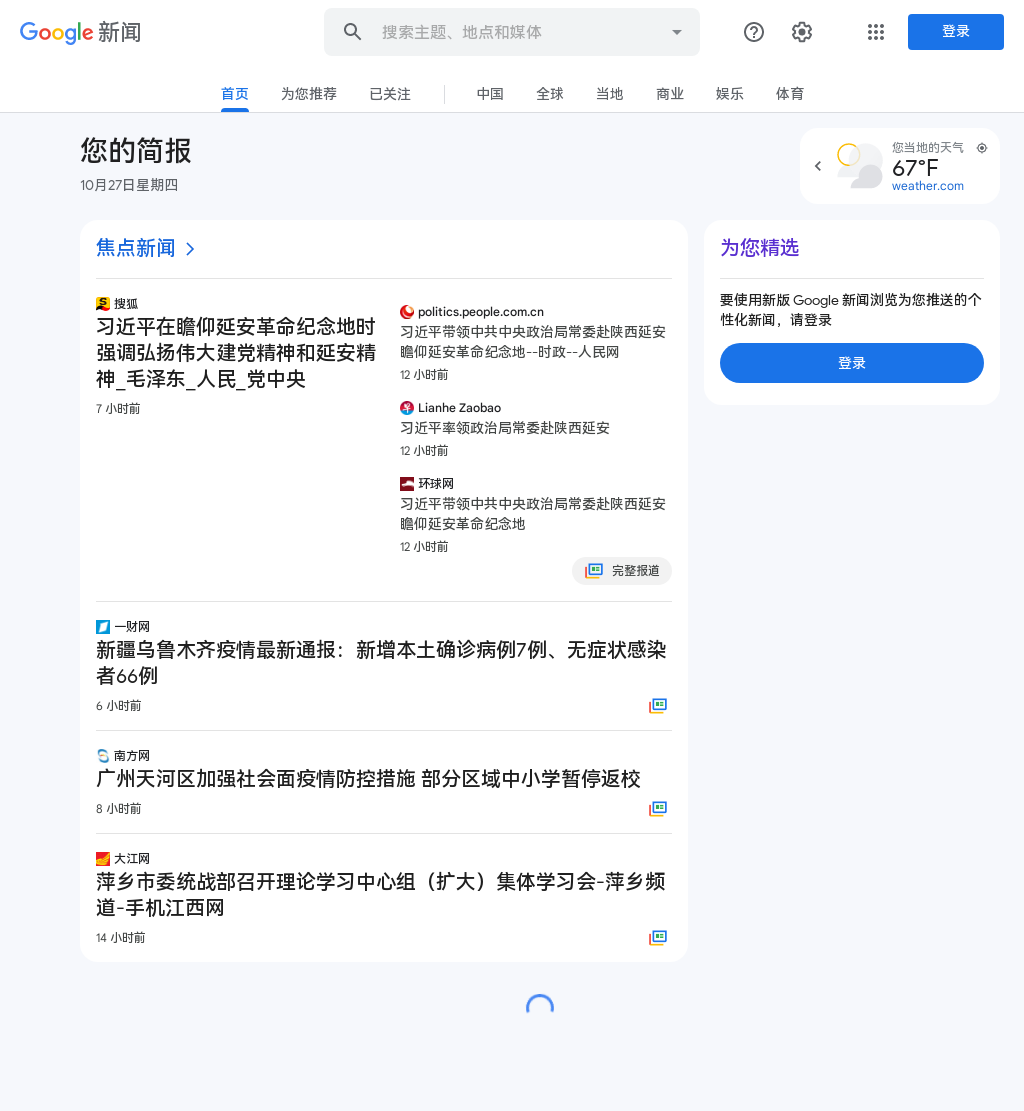 Google 新闻
搜索主题、地点和媒体
登录
首页
为您推荐
已关注
中国
全球
当地
商业
娱乐
体育
您的简报
10月27日星期四
您当地的天气
67°F
weather.com
焦点新闻
搜狐
习近平在瞻仰延安革命纪念地时
强调弘扬伟大建党精神和延安精
神_毛泽东_人民_党中央
7 小时前
politics.people.com.cn
习近平带领中共中央政治局常委赴陕西延安
瞻仰延安革命纪念地--时政--人民网
12 小时前
Lianhe Zaobao
习近平率领政治局常委赴陕西延安
12 小时前
环球网
习近平带领中共中央政治局常委赴陕西延安
瞻仰延安革命纪念地
12 小时前
完整报道
一财网
新疆乌鲁木齐疫情最新通报：新增本土确诊病例7例、无症状感染
者66例
6 小时前
南方网
广州天河区加强社会面疫情防控措施 部分区域中小学暂停返校
8 小时前
大江网
萍乡市委统战部召开理论学习中心组（扩大）集体学习会-萍乡频
道-手机江西网
14 小时前
为您精选
要使用新版 Google 新闻浏览为您推送的个
性化新闻，请登录
登录